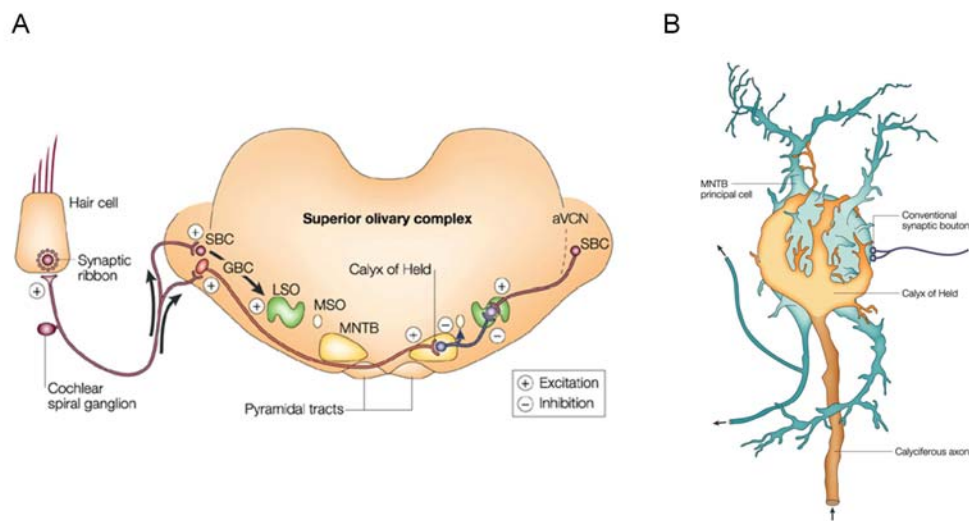 A
B
Hair cell
Synaptic
ribbon
Cochlear
spiral ganglion
Superior olivary complex
SBC
GBC
LSO
MSO
MNTB
Calyx of Held
aVCN
SBC
Pyramidal tracts
+ Excitation
− Inhibition
+
+
+
+
+
−
+
−
MNTB
principal cell
Conventional
synaptic bouton
Calyx of Held
Calyciferous axon